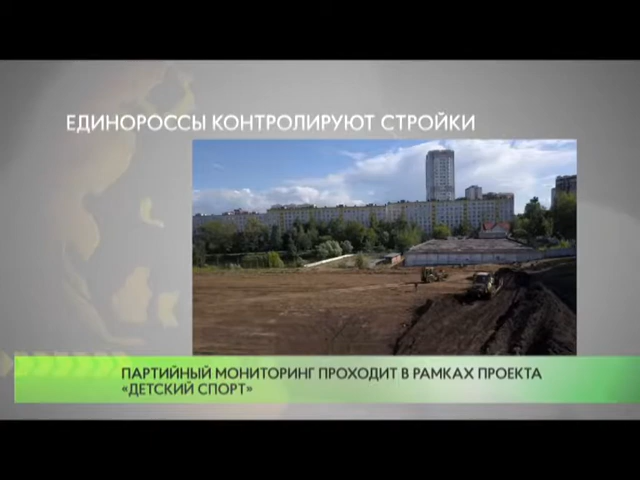 ЕДИНОРОССЫ КОНТРОЛИРУЮТ СТРОЙКИ
ПАРТИЙНЫЙ МОНИТОРИНГ ПРОХОДИТ В РАМКАХ ПРОЕКТА
«ДЕТСКИЙ СПОРТ»